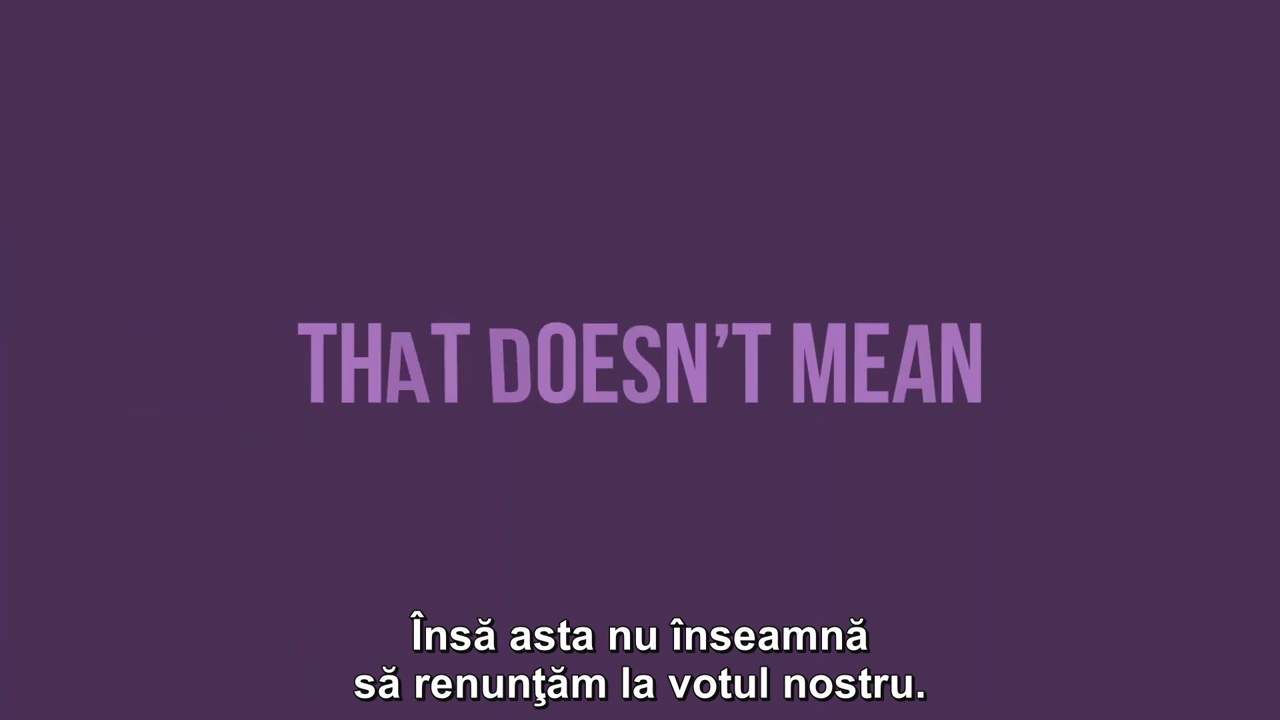 THAT DOESN’T MEAN
Însă asta nu înseamnă
să renunţăm la votul nostru.